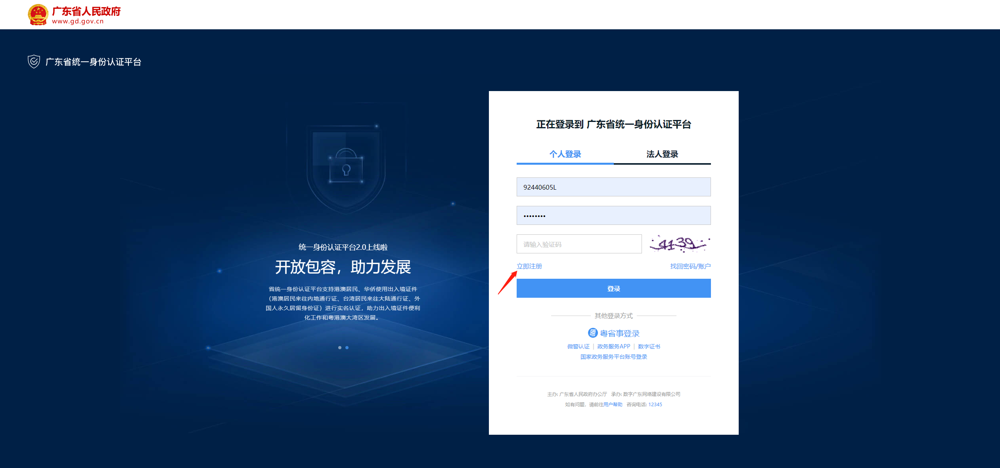 广东省人民政府
www.gd.gov.cn
广东省统一身份认证平台
统一身份认证平台2.0上线啦
开放包容，助力发展
省统一身份认证平台支持港澳居民、华侨使用出入境证件
（港澳居民来往内地通行证、台湾居民来往大陆通行证、外
国人永久居留身份证）进行实名认证，助力出入境证件便利
化工作和粤港澳大湾区发展。
正在登录到 广东省统一身份认证平台
个人登录 法人登录
92440605L
••••••••
请输入验证码 4139
立即注册 找回密码/账户
登录
其他登录方式
粤省事登录
微警认证 | 政务服务APP | 数字证书
国家政务服务平台账号登录
主办: 广东省人民政府办公厅 承办: 数字广东网络建设有限公司
如有问题，请前往用户帮助 咨询电话: 12345